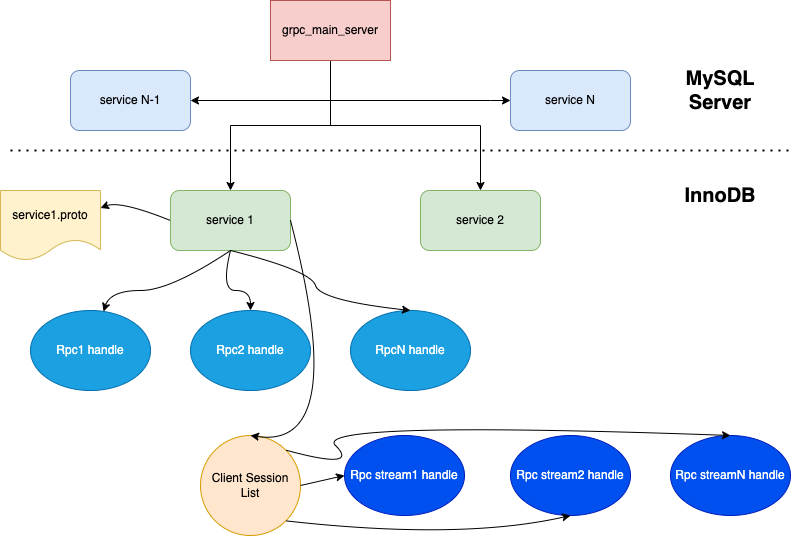 grpc_main_server
MySQL
Server
service N-1
service N
InnoDB
service1.proto
service 1
service 2
Rpc1 handle
Rpc2 handle
RpcN handle
Client Session
List
Rpc stream1 handle
Rpc stream2 handle
Rpc streamN handle